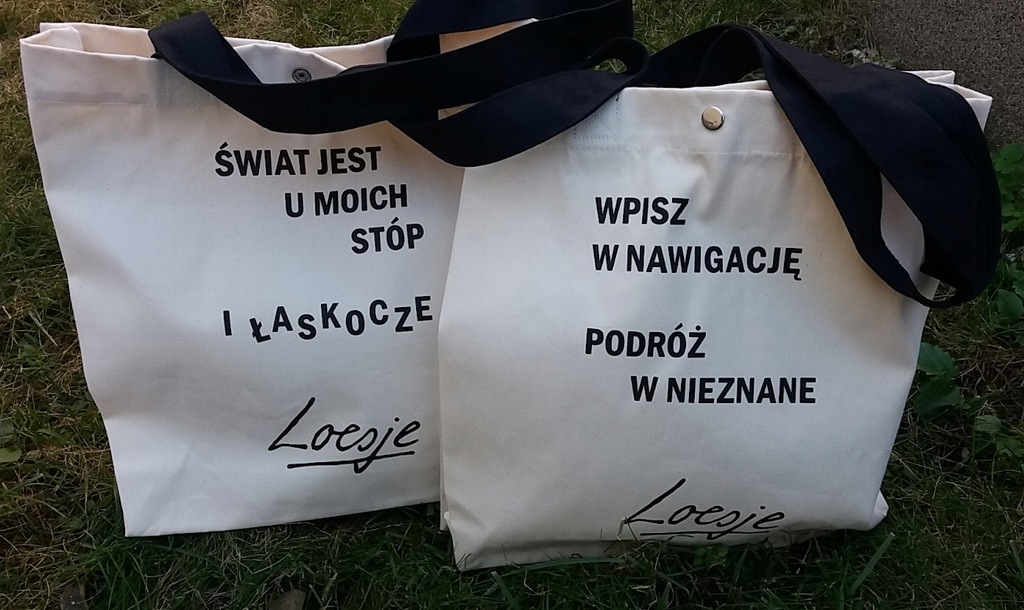 ŚWIAT JEST
U MOICH
STÓP
I ŁASKOCZE
Loesje
WPISZ
W NAWIGACJĘ
PODRÓŻ
W NIEZNANE
Loesje